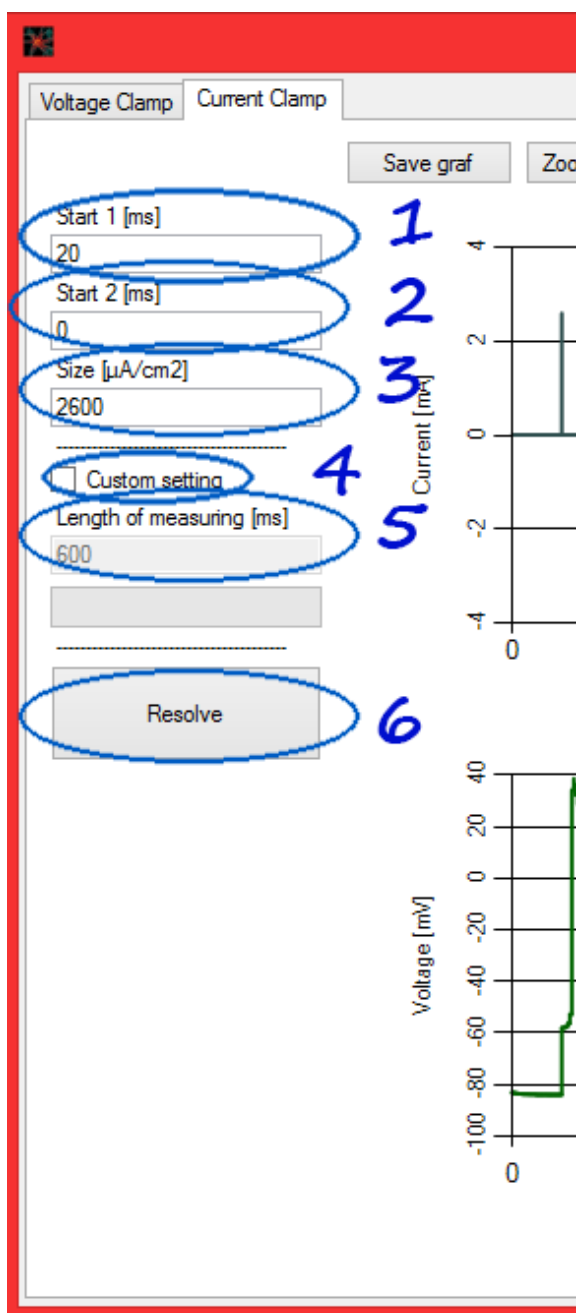 Voltage Clamp Current Clamp
Save graf Zoo
Start 1 [ms]
20
1
Start 2 [ms]
0
2
Size [µA/cm2]
2600
3
---------------------------------------
Custom setting
4
Length of measuring [ms]
600
5
---------------------------------------
Resolve
6
Current [mA]
4
2
0
-2
-4
0
Voltage [mV]
40
20
0
-20
-40
-60
-80
-100
0